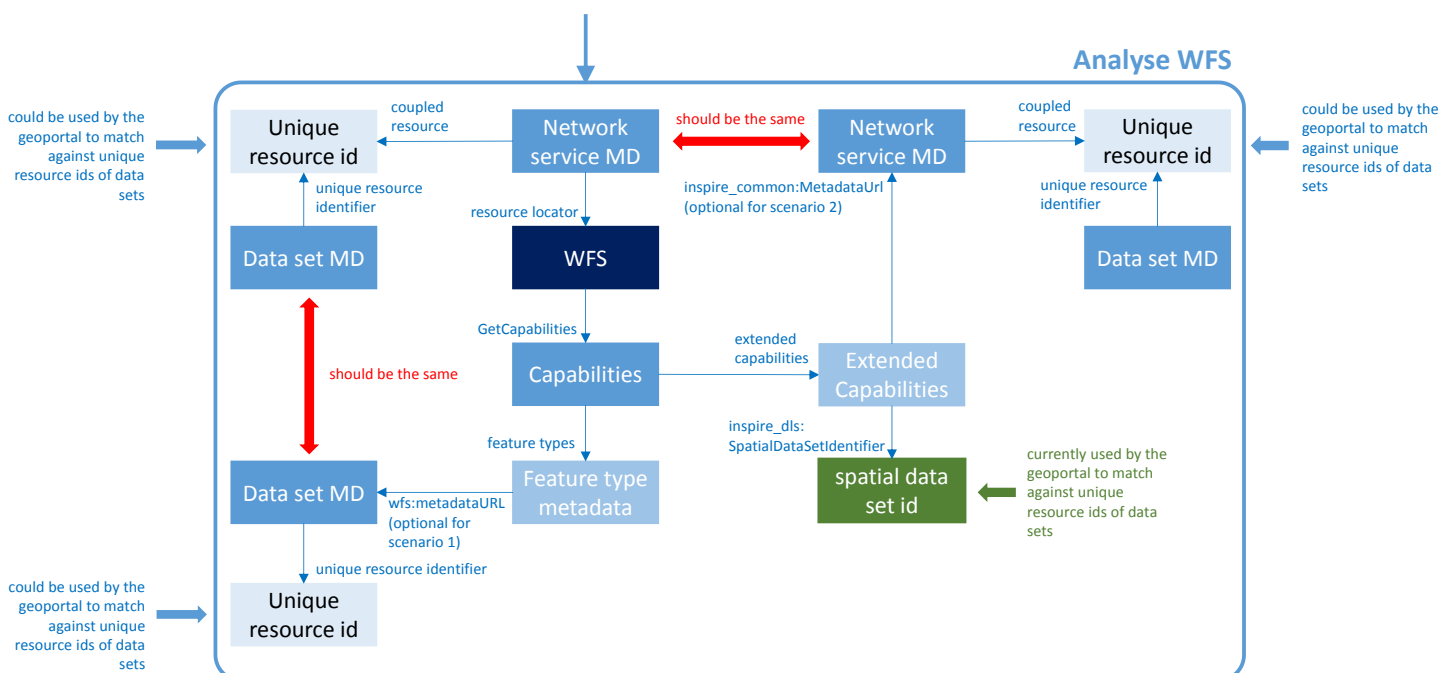 Analyse WFS
could be used by the
geoportal to match
against unique
resource ids of data
sets
Unique
resource id
coupled
resource
Network
service MD
should be the same
Network
service MD
coupled
resource
Unique
resource id
could be used by the
geoportal to match
against unique
resource ids of data
sets
unique resource
identifier
resource locator
inspire_common:MetadataUrl
(optional for scenario 2)
unique resource
identifier
Data set MD
WFS
Data set MD
GetCapabilities
extended
capabilities
should be the same
Capabilities
Extended
Capabilities
feature types
inspire_dls:
SpatialDataSetIdentifier
Data set MD
wfs:metadataURL
(optional for
scenario 1)
Feature type
metadata
spatial data
set id
currently used by the
geoportal to match
against unique
resource ids of data
sets
unique resource identifier
could be used by the
geoportal to match
against unique
resource ids of data
sets
Unique
resource id